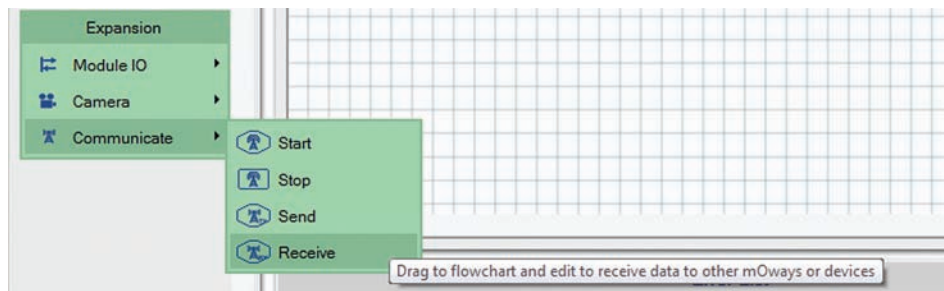 Expansion
Module IO
Camera
Communicate
Start
Stop
Send
Receive
Drag to flowchart and edit to receive data to other mOways or devices